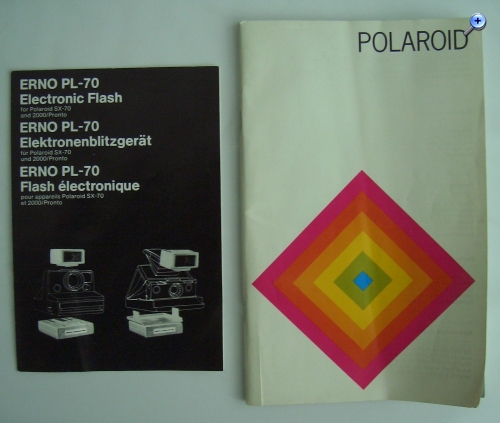 ERNO PL-70
Electronic Flash
for Polaroid SX-70
and 2000/Pronto
ERNO PL-70
Elektronenblitzgerät
für Polaroid SX-70
und 2000/Pronto
ERNO PL-70
Flash électronique
pour appareils Polaroid SX-70
et 2000/Pronto
POLAROID